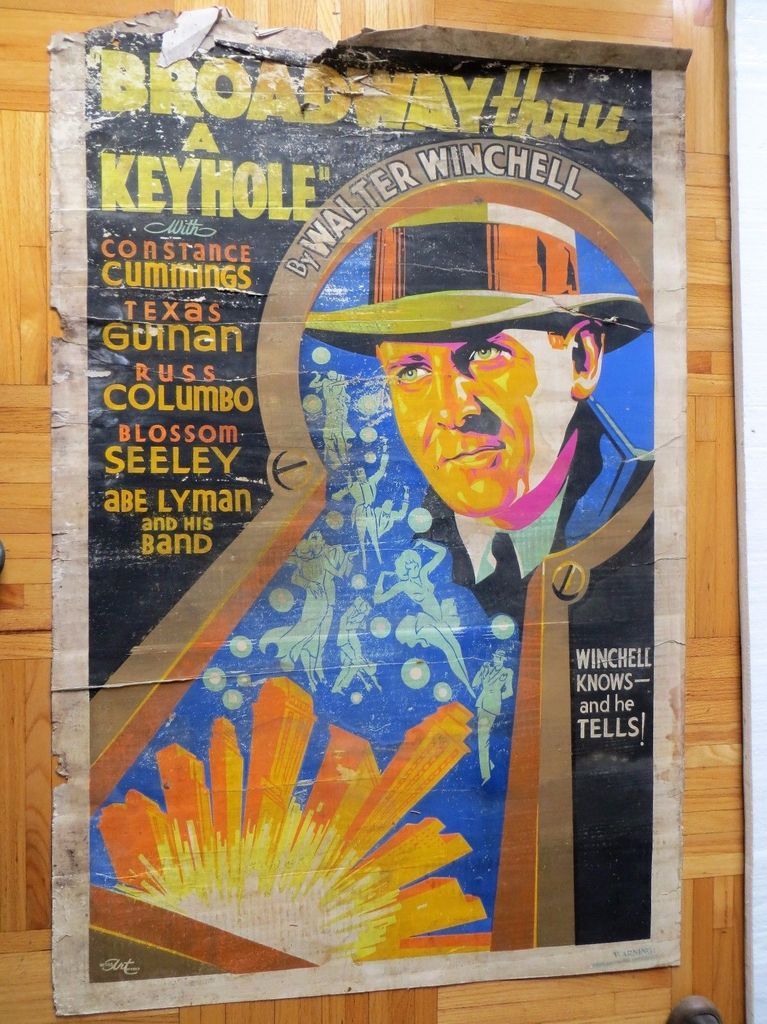 "BROADWAY thru
A
KEYHOLE"
By WALTER WINCHELL
With
CONSTANCE
CUMMINGS
TEXAS
GUINAN
RUSS
COLUMBO
BLOSSOM
SEELEY
ABE LYMAN
AND HIS
BAND
WINCHELL
KNOWS—
and he
TELLS!
WARNING